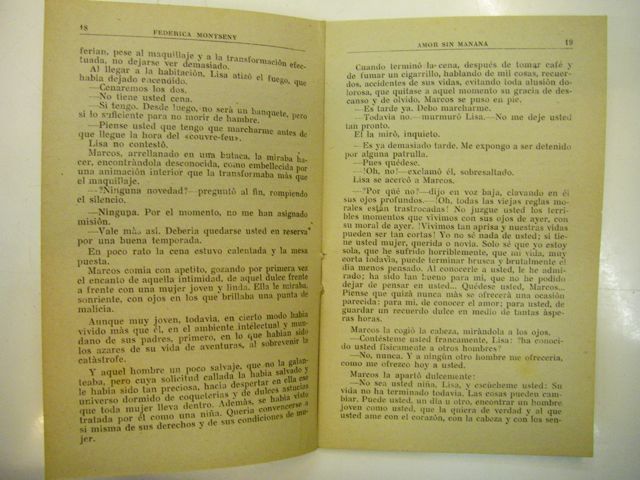 18 FEDERICA MONTSENY
ferían, pese al maquillaje y a la transformación efec-
tuada, no dejarse ver demasiado.
Al llegar a la habitación, Lisa atizó el fuego, que
había dejado encendido.
—Cenaremos los dos.
—No tiene usted cena.
—Sí tengo. Desde luego, no será un banquete, pero
sí lo suficiente para no morir de hambre.
—Piense usted que tengo que marcharme antes de
que llegue la hora del «couvre-feu».
Lisa no contestó.
Marcos, arrellanado en una butaca, la miraba ha-
cer, encontrándola desconocida, como embellecida por
una animación interior que la transformaba más que
el maquillaje.
—?Ninguna novedad?— preguntó al fin, rompiendo
el silencio.
—Ninguna. Por el momento, no me han asignado
misión.
—Vale más así. Debería quedarse usted en reserva
por una buena temporada.
En poco rato la cena estuvo calentada y la mesa
puesta.
Marcos comía con apetito, gozando por primera vez
el encanto de aquella intimidad, de aquel dulce frente
a frente con una mujer joven y linda. Ella le miraba,
sonriente, con ojos en los que brillaba una punta de
malicia.
Aunque muy joven, todavía, en cierto modo había
vivido más que él, en el ambiente intelectual y mun-
dano de sus padres, primero, en lo que habían sido
los azares de su vida de aventuras, al sobrevenir la
catástrofe.
Y aquel hombre un poco salvaje, que no la galan-
teaba, pero cuya solicitud callada la había salvado y
le había sido tan preciosa, hacía despertar en ella ese
universo dormido de coqueterías y de dulces astucias
que toda mujer lleva dentro. Además, se había visto
tratada por él como una niña. Quería convencerse a
sí misma de sus derechos y de sus condiciones de mu-
jer.
AMOR SIN MAÑANA 19
Cuando terminó la cena, después de tomar café y
de fumar un cigarrillo, hablando de mil cosas, recuer-
dos, accidentes de sus vidas, evitando toda alusión do-
lorosa, que quitase a aquel momento su gracia de des-
canso y de olvido, Marcos se puso en pie.
—Es tarde ya. Debo marcharme.
—Todavía no— murmuró Lisa.— No me deje usted
tan pronto.
El la miró, inquieto.
—Es ya demasiado tarde. Me expongo a ser detenido
por alguna patrulla.
—Pues quédese.
—!Oh, no!— exclamó él, sobresaltado.
Lisa se acercó a Marcos.
—?Por qué no?— dijo en voz baja, clavando en él
sus ojos profundos.— !Oh, todas las viejas reglas mo-
rales están trastrocadas! No juzgue usted los terri-
bles momentos que vivimos con sus ojos de ayer, con
su moral de ayer. !Vivimos tan aprisa y nuestras vidas
pueden ser tan cortas! Yo no sé nada de usted; si tie-
ne usted mujer, querida o novia. Sólo sé que yo estoy
sola, que he sufrido horriblemente, que mi vida, muy
corta todavía, puede terminar brusca y brutalmente el
día menos pensado. Al conocerle a usted, le he admi-
rado; ha sido tan bueno para mí, que no he podido
dejar de pensar en usted... Quédese usted, Marcos...
Piense que quizá nunca más se ofrecerá una ocasión
parecida: para mí, de conocer el amor; para usted, de
guardar un recuerdo dulce en medio de tantas áspe-
ras horas.
Marcos la cogió la cabeza, mirándola a los ojos.
—Contésteme usted francamente, Lisa: ?ha conoci-
do usted físicamente a otros hombres?
—No, nunca. Y a ningún otro hombre me ofrecería,
como me ofrezco hoy a usted.
Marcos la apartó dulcemente:
—No sea usted niña, Lisa, y escúcheme usted: Su
vida no ha terminado todavía. Las cosas pueden cam-
biar. Puede usted, un día u otro, encontrar un hombre
joven como usted, que la quiera de verdad y al que
usted ame con el corazón, con la cabeza y con los sen-